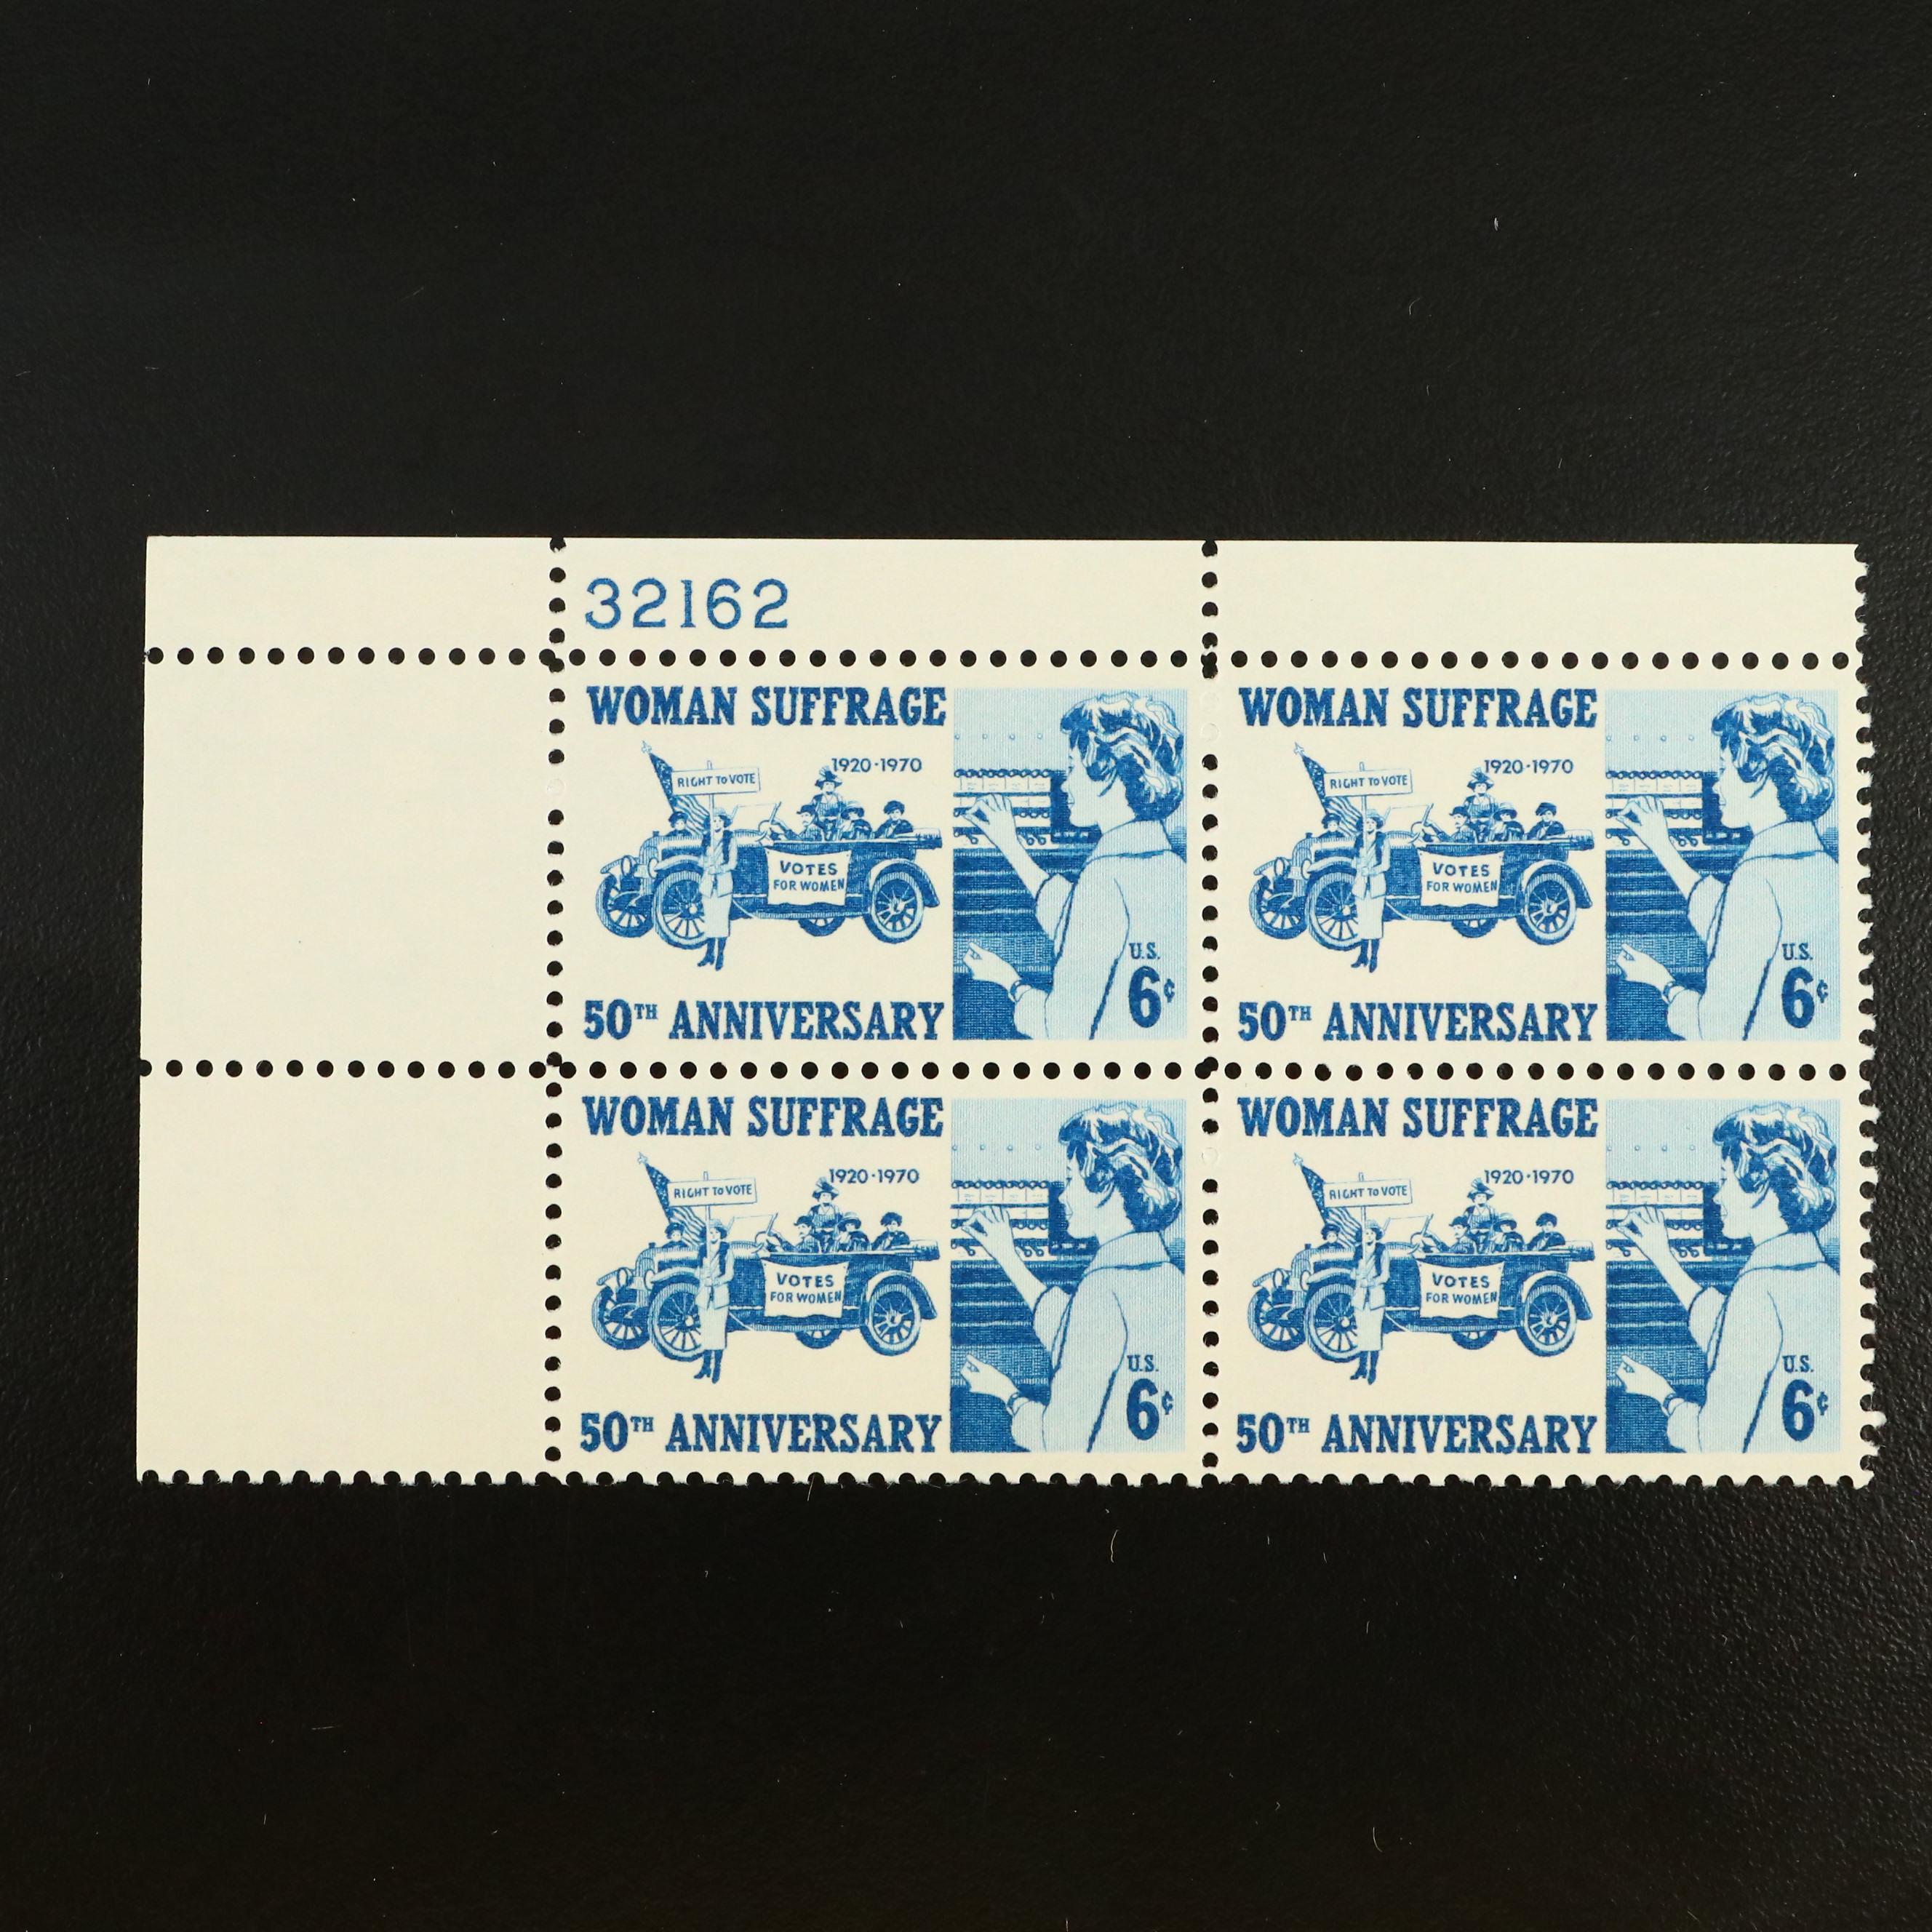 32162
WOMAN SUFFRAGE
1920·1970
RIGHT TO VOTE
VOTES
FOR WOMEN
U.S.
6¢
50TH ANNIVERSARY
WOMAN SUFFRAGE
1920·1970
RIGHT TO VOTE
VOTES
FOR WOMEN
U.S.
6¢
50TH ANNIVERSARY
WOMAN SUFFRAGE
1920·1970
RIGHT TO VOTE
VOTES
FOR WOMEN
U.S.
6¢
50TH ANNIVERSARY
WOMAN SUFFRAGE
1920·1970
RIGHT TO VOTE
VOTES
FOR WOMEN
U.S.
6¢
50TH ANNIVERSARY